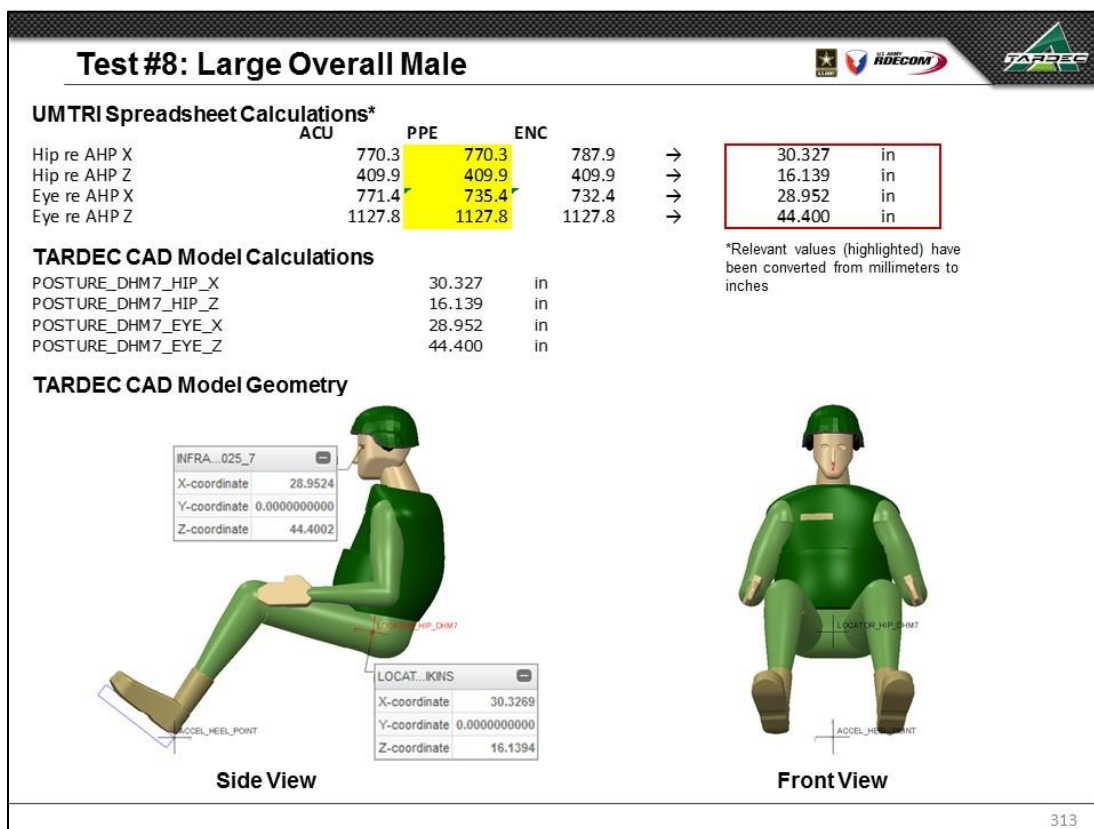 Test #8: Large Overall Male
U.S. ARMY
U.S. ARMY RDECOM
TARDEC
UMTRI Spreadsheet Calculations*
ACU PPE ENC
Hip re AHP X 770.3 770.3 787.9 → 30.327 in
Hip re AHP Z 409.9 409.9 409.9 → 16.139 in
Eye re AHP X 771.4 735.4 732.4 → 28.952 in
Eye re AHP Z 1127.8 1127.8 1127.8 → 44.400 in
*Relevant values (highlighted) have
been converted from millimeters to
inches
TARDEC CAD Model Calculations
POSTURE_DHM7_HIP_X 30.327 in
POSTURE_DHM7_HIP_Z 16.139 in
POSTURE_DHM7_EYE_X 28.952 in
POSTURE_DHM7_EYE_Z 44.400 in
TARDEC CAD Model Geometry
INFRA...025_7
X-coordinate 28.9524
Y-coordinate 0.0000000000
Z-coordinate 44.4002
LOCATOR_HIP_DHM7
LOCAT...IKINS
X-coordinate 30.3269
Y-coordinate 0.0000000000
Z-coordinate 16.1394
ACCEL_HEEL_POINT
LOCATOR_HIP_DHM7
ACCEL_HEEL_POINT
Side View
Front View
313